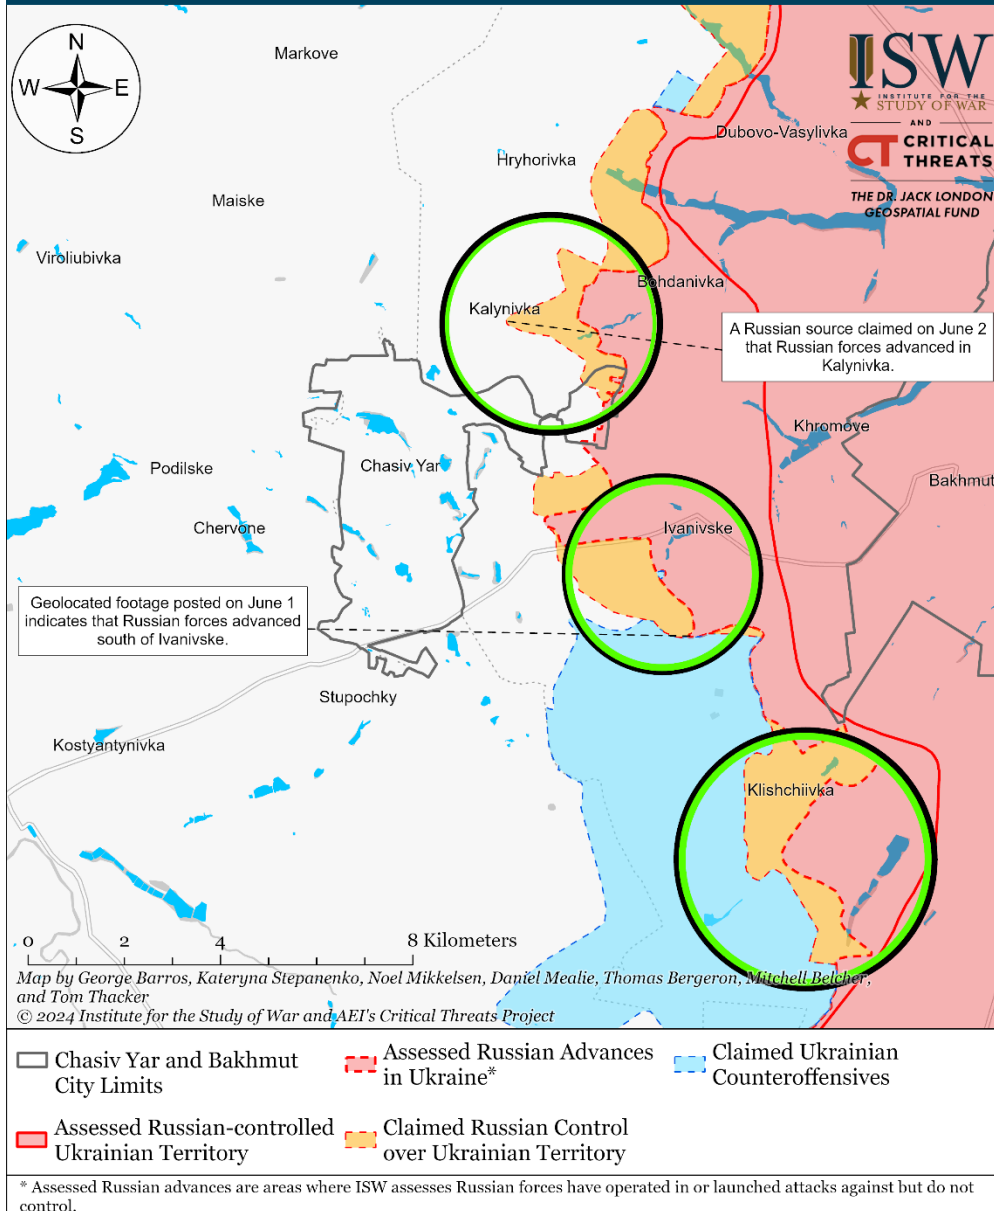 N
W
E
S
Markove
ISW
INSTITUTE FOR THE
STUDY OF WAR
AND
CT CRITICAL
THREATS
THE DR. JACK LONDON
GEOSPATIAL FUND
Dubovo-Vasylivka
Hryhorivka
Maiske
Viroliubivka
Bohdanivka
Kalynivka
A Russian source claimed on June 2
that Russian forces advanced in
Kalynivka.
Khromove
Podilske
Chasiv Yar
Bakhmut
Chervone
Ivanivske
Geolocated footage posted on June 1
indicates that Russian forces advanced
south of Ivanivske.
Stupochky
Kostyantynivka
Klishchiivka
0 2 4 8 Kilometers
Map by George Barros, Kateryna Stepanenko, Noel Mikkelsen, Daniel Mealie, Thomas Bergeron, Mitchell Belcher,
and Tom Thacker
© 2024 Institute for the Study of War and AEI's Critical Threats Project
Chasiv Yar and Bakhmut
City Limits
Assessed Russian Advances
in Ukraine*
Claimed Ukrainian
Counteroffensives
Assessed Russian-controlled
Ukrainian Territory
Claimed Russian Control
over Ukrainian Territory
* Assessed Russian advances are areas where ISW assesses Russian forces have operated in or launched attacks against but do not
control.